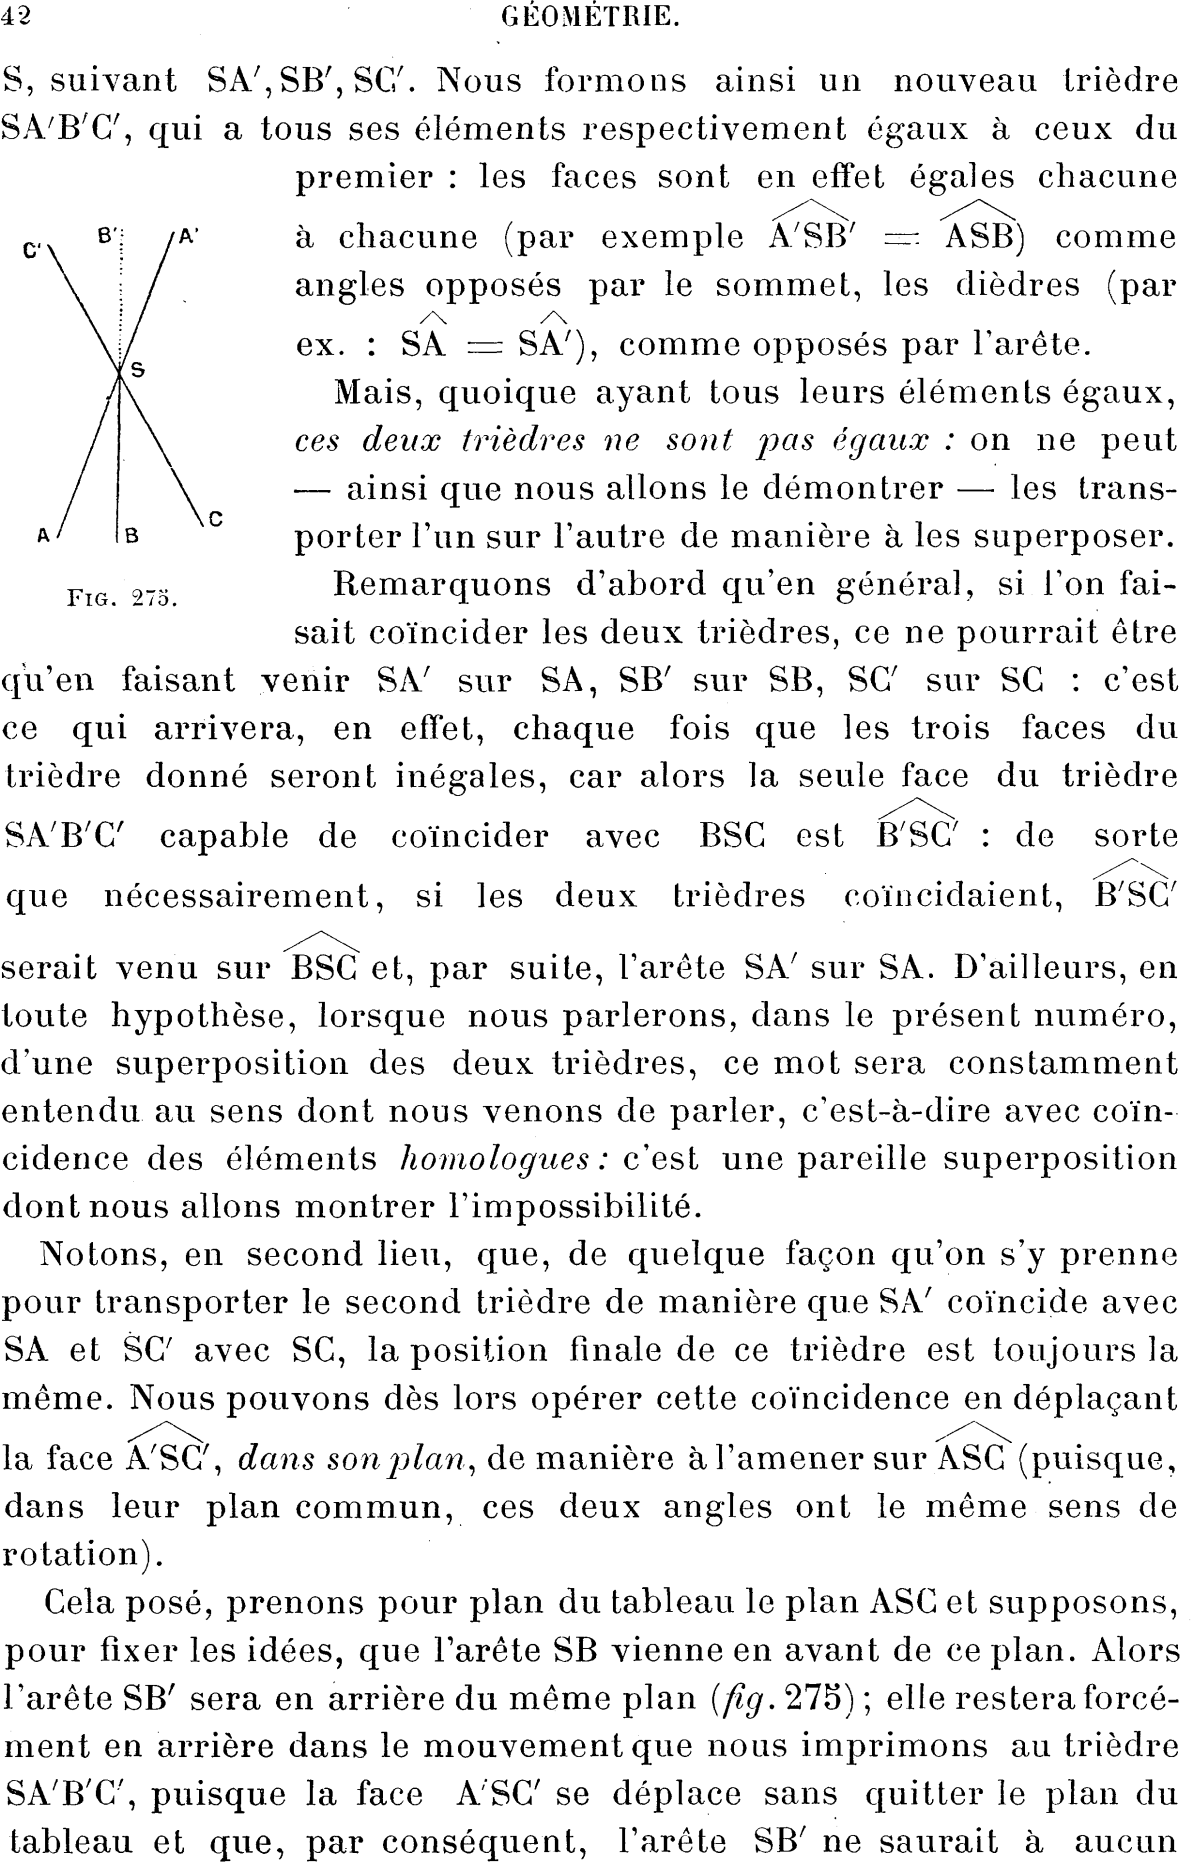 42 GÉOMÉTRIE.
S, suivant SA′, SB′, SC′. Nous formons ainsi un nouveau trièdre
SA′B′C′, qui a tous ses éléments respectivement égaux à ceux du
premier : les faces sont en effet égales chacune
à chacune (par exemple A′SB′ = ASB) comme
angles opposés par le sommet, les dièdres (par
ex. : SA = SA′), comme opposés par l'arête.
Mais, quoique ayant tous leurs éléments égaux,
ces deux trièdres ne sont pas égaux : on ne peut
— ainsi que nous allons le démontrer — les trans-
porter l'un sur l'autre de manière à les superposer.
C' B' A'
S
A B C
FIG. 275.
Remarquons d'abord qu'en général, si l'on fai-
sait coïncider les deux trièdres, ce ne pourrait être
qu'en faisant venir SA′ sur SA, SB′ sur SB, SC′ sur SC : c'est
ce qui arrivera, en effet, chaque fois que les trois faces du
trièdre donné seront inégales, car alors la seule face du trièdre
SA′B′C′ capable de coïncider avec BSC est B′SC′ : de sorte
que nécessairement, si les deux trièdres coïncidaient, B′SC′
serait venu sur BSC et, par suite, l'arête SA′ sur SA. D'ailleurs, en
toute hypothèse, lorsque nous parlerons, dans le présent numéro,
d'une superposition des deux trièdres, ce mot sera constamment
entendu au sens dont nous venons de parler, c'est-à-dire avec coïn-
cidence des éléments homologues : c'est une pareille superposition
dont nous allons montrer l'impossibilité.
Notons, en second lieu, que, de quelque façon qu'on s'y prenne
pour transporter le second trièdre de manière que SA′ coïncide avec
SA et SC′ avec SC, la position finale de ce trièdre est toujours la
même. Nous pouvons dès lors opérer cette coïncidence en déplaçant
la face A′SC′, dans son plan, de manière à l'amener sur ASC (puisque,
dans leur plan commun, ces deux angles ont le même sens de
rotation).
Cela posé, prenons pour plan du tableau le plan ASC et supposons,
pour fixer les idées, que l'arête SB vienne en avant de ce plan. Alors
l'arête SB′ sera en arrière du même plan (fig. 275) ; elle restera forcé-
ment en arrière dans le mouvement que nous imprimons au trièdre
SA′B′C′, puisque la face A′SC′ se déplace sans quitter le plan du
tableau et que, par conséquent, l'arête SB′ ne saurait à aucun